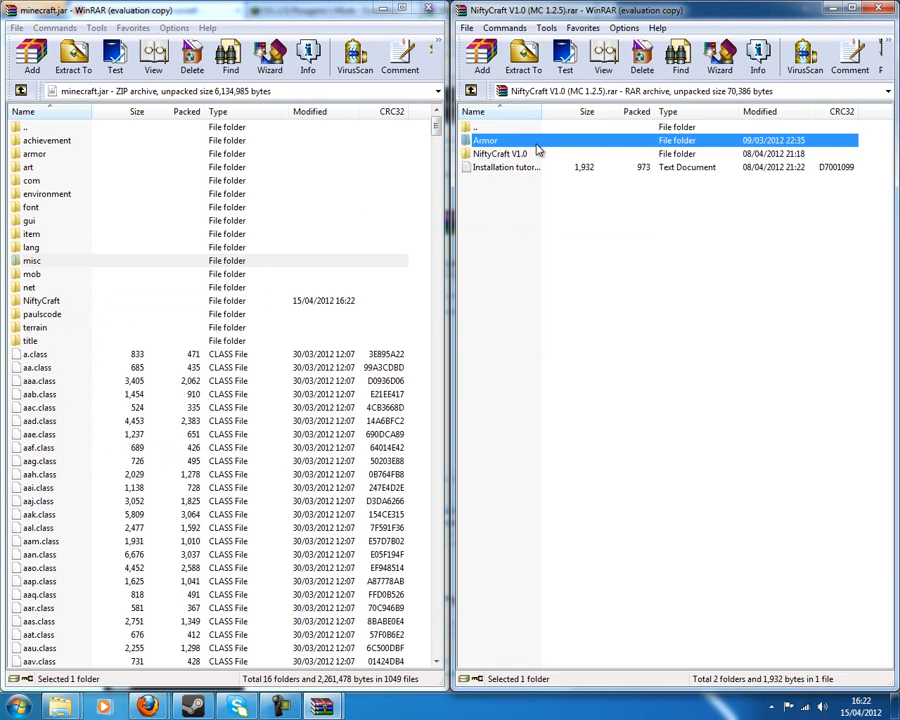 minecraft.jar - WinRAR (evaluation copy)
File Commands Tools Favorites Options Help
Add Extract To Test View Delete Find Wizard Info VirusScan Comment
minecraft.jar - ZIP archive, unpacked size 6,134,985 bytes
Name Size Packed Type Modified CRC32
.. File folder
achievement File folder
armor File folder
art File folder
com File folder
environment File folder
font File folder
gui File folder
item File folder
lang File folder
misc File folder
mob File folder
net File folder
NiftyCraft File folder 15/04/2012 16:22
paulscode File folder
terrain File folder
title File folder
a.class 833 471 CLASS File 30/03/2012 12:07 3E895A22
aa.class 685 435 CLASS File 30/03/2012 12:07 99A3CDBD
aaa.class 3,405 2,062 CLASS File 30/03/2012 12:07 D0936D06
aab.class 1,454 910 CLASS File 30/03/2012 12:07 E21EE417
aac.class 524 335 CLASS File 30/03/2012 12:07 4CB3668D
aad.class 4,453 2,383 CLASS File 30/03/2012 12:07 14A6BFC2
aae.class 1,237 651 CLASS File 30/03/2012 12:07 690DCA89
aaf.class 689 426 CLASS File 30/03/2012 12:07 64014E42
aag.class 726 495 CLASS File 30/03/2012 12:07 50203E88
aah.class 2,029 1,278 CLASS File 30/03/2012 12:07 0B764FB8
aai.class 1,138 728 CLASS File 30/03/2012 12:07 247E4D2E
aaj.class 3,052 1,825 CLASS File 30/03/2012 12:07 D3DA6266
aak.class 5,809 3,064 CLASS File 30/03/2012 12:07 154CE315
aal.class 2,477 1,592 CLASS File 30/03/2012 12:07 7F591F36
aam.class 1,931 1,010 CLASS File 30/03/2012 12:07 E57D7B02
aan.class 6,676 3,037 CLASS File 30/03/2012 12:07 E05F194F
aao.class 4,568 2,588 CLASS File 30/03/2012 12:07 EF948514
aap.class 1,625 1,041 CLASS File 30/03/2012 12:07 A87778AB
aaq.class 818 491 CLASS File 30/03/2012 12:07 FFD0B526
aar.class 581 367 CLASS File 30/03/2012 12:07 70C946B9
aas.class 2,751 1,349 CLASS File 30/03/2012 12:07 8BABE0E4
aat.class 676 412 CLASS File 30/03/2012 12:07 57F0B6E2
aau.class 2,255 1,298 CLASS File 30/03/2012 12:07 6C500DBF
aav.class 731 428 CLASS File 30/03/2012 12:07 01424DB4
Selected 1 folder Total 16 folders and 2,261,478 bytes in 1049 files
NiftyCraft V1.0 (MC 1.2.5).rar - WinRAR (evaluation copy)
File Commands Tools Favorites Options Help
Add Extract To Test View Delete Find Wizard Info VirusScan Comment
NiftyCraft V1.0 (MC 1.2.5).rar - RAR archive, unpacked size 70,386 bytes
Name Size Packed Type Modified CRC32
.. File folder
Armor File folder 09/03/2012 22:35
NiftyCraft V1.0 File folder 08/04/2012 21:18
Installation tutor... 1,932 973 Text Document 08/04/2012 21:22 D7001099
Selected 1 folder Total 2 folders and 1,932 bytes in 1 file
16:22
15/04/2012